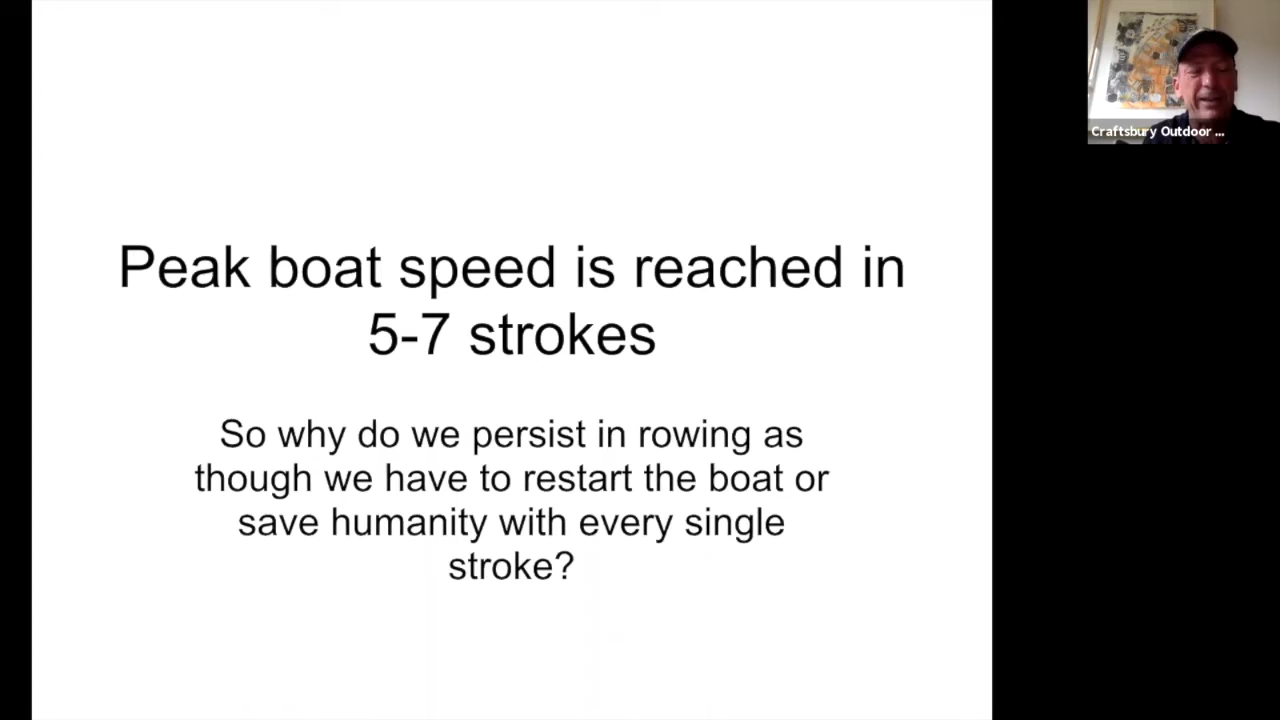 Peak boat speed is reached in
5-7 strokes
So why do we persist in rowing as
though we have to restart the boat or
save humanity with every single
stroke?
Craftsbury Outdoor ...